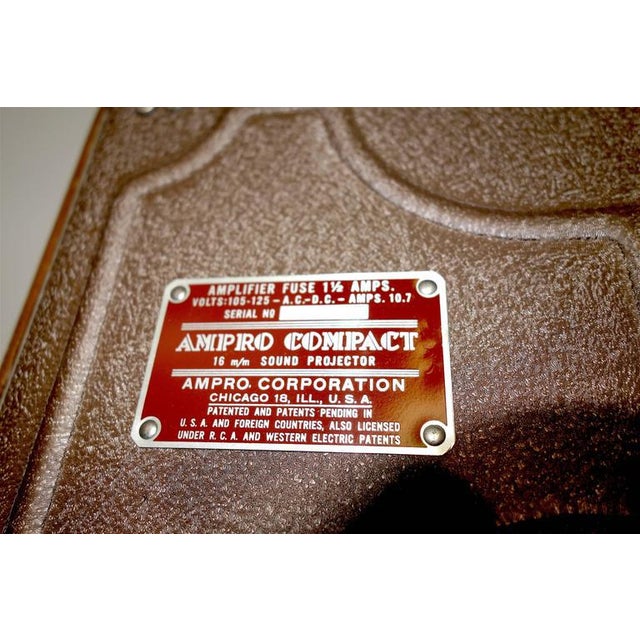 AMPLIFIER FUSE 1½ AMPS.
VOLTS:105-125 - A.C.-D.C. - AMPS. 10.7
SERIAL NO
AMPRO COMPACT
16 m/m SOUND PROJECTOR
AMPRO CORPORATION
CHICAGO 18, ILL., U.S.A.
PATENTED AND PATENTS PENDING IN
U.S.A. AND FOREIGN COUNTRIES, ALSO LICENSED
UNDER R.C.A. AND WESTERN ELECTRIC PATENTS